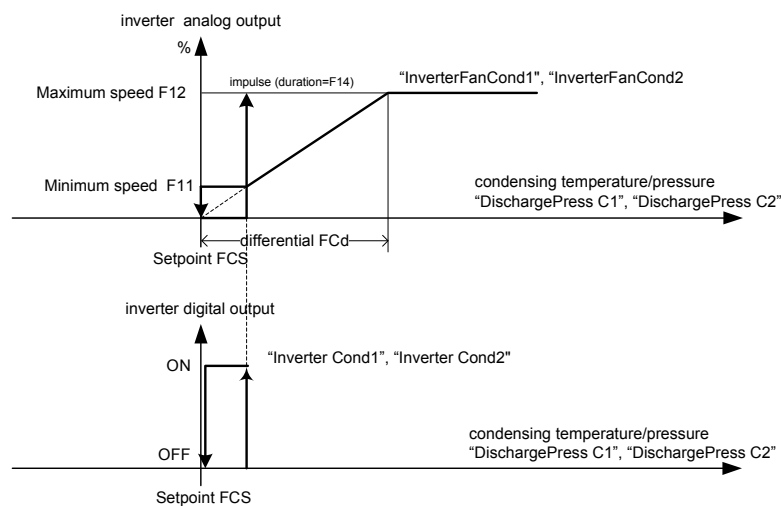 inverter analog output
%
impulse (duration=F14)
“InverterFanCond1", “InverterFanCond2
Maximum speed F12
Minimum speed F11
condensing temperature/pressure
“DischargePress C1”, “DischargePress C2”
differential FCd
Setpoint FCS
inverter digital output
ON
“Inverter Cond1”, “Inverter Cond2"
OFF
condensing temperature/pressure
“DischargePress C1”, “DischargePress C2”
Setpoint FCS